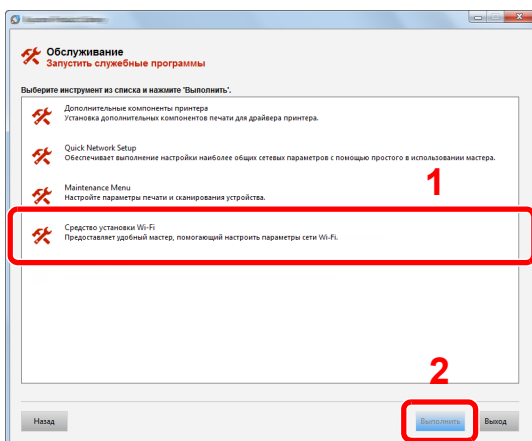 Обслуживание
Запустить служебные программы
Выберите инструмент из списка и нажмите 'Выполнить'.
Дополнительные компоненты принтера
Установка дополнительных компонентов печати для драйвера принтера.
Quick Network Setup
Обеспечивает выполнение настройки наиболее общих сетевых параметров с помощью простого в использовании мастера.
1
Maintenance Menu
Настройте параметры печати и сканирования устройства.
Средство установки Wi-Fi
Предоставляет удобный мастер, помогающий настроить параметры сети Wi-Fi.
2
Назад
Выполнить
Выход